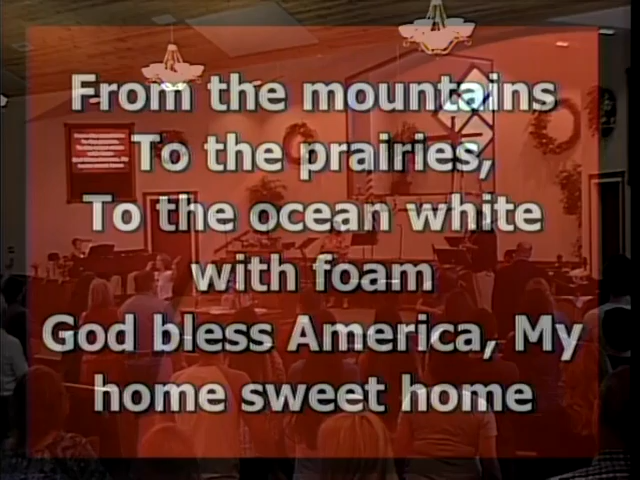 From the mountains
To the prairies,
To the ocean white
with foam
God bless America, My
home sweet home